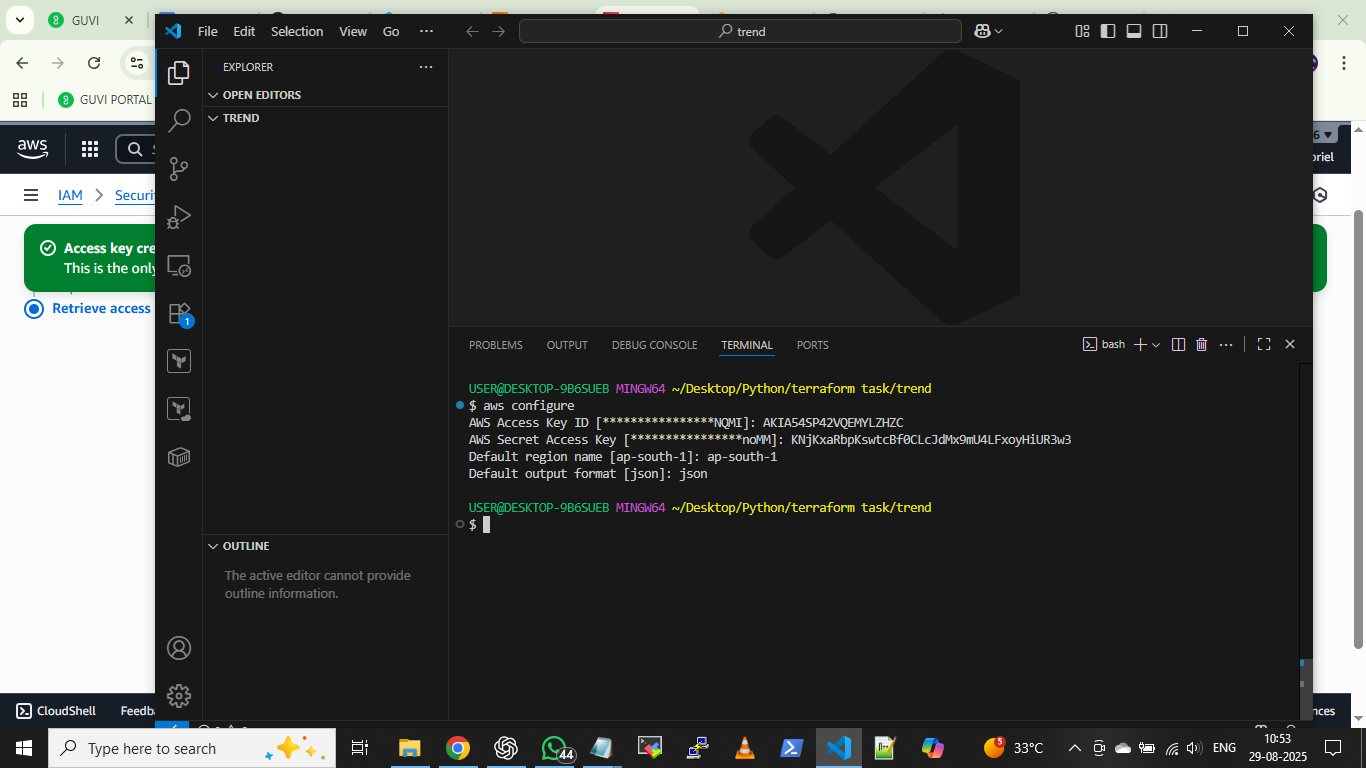 GUVI
GUVI PORTAL
aws
IAM
Securi
Access key cre
This is the only
Retrieve access
CloudShell
Feedb
File Edit Selection View Go
trend
EXPLORER
OPEN EDITORS
TREND
1
OUTLINE
The active editor cannot provide
outline information.
PROBLEMS OUTPUT DEBUG CONSOLE TERMINAL PORTS
bash
USER@DESKTOP-9B6SUEB MINGW64 ~/Desktop/Python/terraform task/trend
$ aws configure
AWS Access Key ID [****************NQMI]: AKIA54SP42VQEMYLZHZC
AWS Secret Access Key [****************noMM]: 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
Default region name [ap-south-1]: ap-south-1
Default output format [json]: json
USER@DESKTOP-9B6SUEB MINGW64 ~/Desktop/Python/terraform task/trend
$
6
briel
nces
Type here to search
44
5
33°C
ENG
10:53
29-08-2025